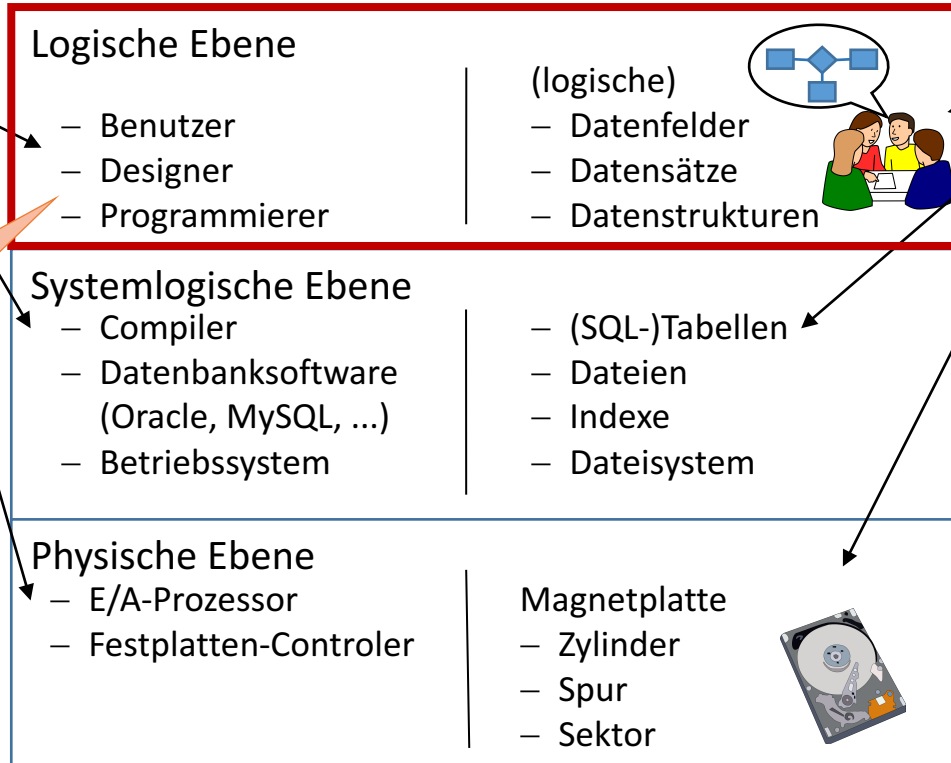 Logische Ebene
– Benutzer
– Designer
– Programmierer
(logische)
– Datenfelder
– Datensätze
– Datenstrukturen
Systemlogische Ebene
– Compiler
– Datenbanksoftware
(Oracle, MySQL, ...)
– Betriebssystem
– (SQL-)Tabellen
– Dateien
– Indexe
– Dateisystem
Physische Ebene
– E/A-Prozessor
– Festplatten-Controler
Magnetplatte
– Zylinder
– Spur
– Sektor